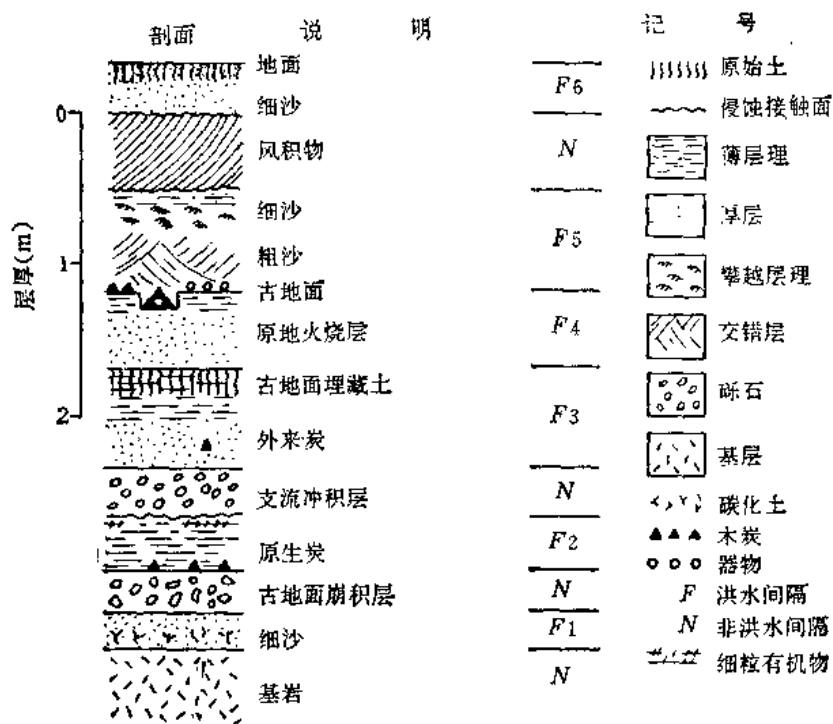 剖面 说 明 记 号
地面
细沙
风积物
细沙
粗沙
古地面
原地火烧层
古地面埋藏土
外来炭
支流冲积层
原生炭
古地面崩积层
细沙
基岩
0
1
2
层厚(m)
F6
N
F5
F4
F3
N
F2
N
F1
N
原始土
侵蚀接触面
薄层理
厚层
攀越层理
交错层
砾石
基层
碳化土
木炭
器物
F 洪水间隔
N 非洪水间隔
细粒有机物